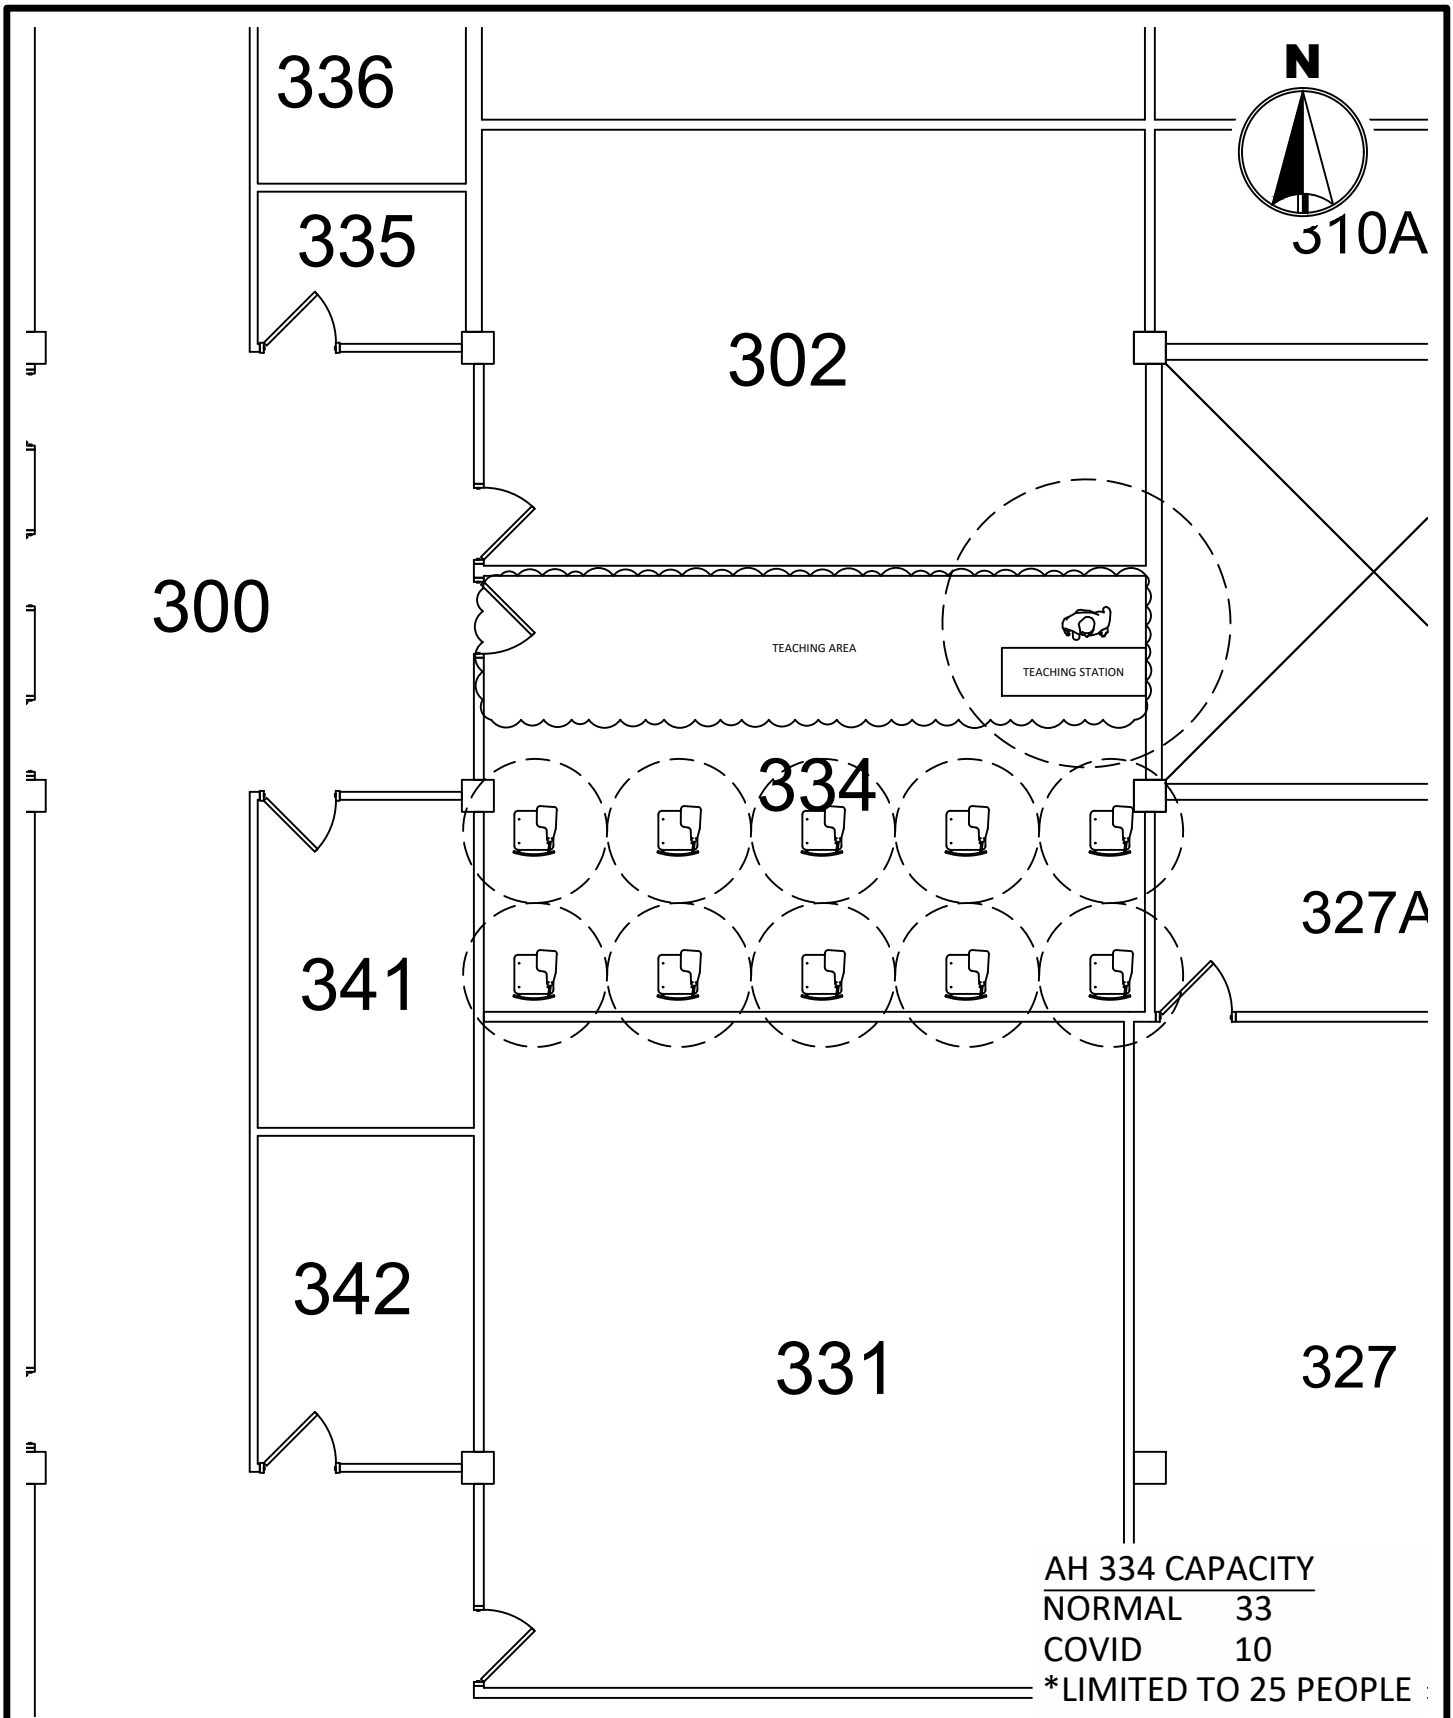 336
N
335
310A
302
300
TEACHING AREA
TEACHING STATION
334
327A
341
342
331
327
AH 334 CAPACITY
NORMAL 33
COVID 10
*LIMITED TO 25 PEOPLE